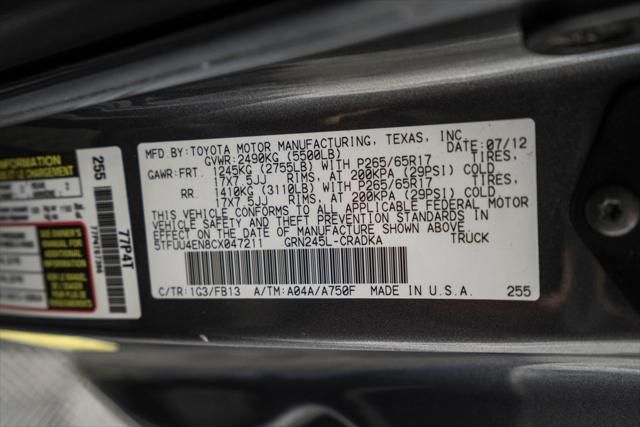 MFD.BY:TOYOTA MOTOR MANUFACTURING, TEXAS, INC.
GVWR:2490KG (5500LB) DATE:07/12
GAWR:FRT. 1245KG (2755LB) WITH P265/65R17 TIRES,
17X7.5JJ RIMS, AT 200KPA (29PSI) COLD
RR. 1410KG (3110LB) WITH P265/65R17 TIRES,
17X7.5JJ RIMS, AT 200KPA (29PSI) COLD
THIS VEHICLE CONFORMS TO ALL APPLICABLE FEDERAL MOTOR
VEHICLE SAFETY AND THEFT PREVENTION STANDARDS IN
EFFECT ON THE DATE OF MANUFACTURE SHOWN ABOVE.
5TFUU4EN8CX047211 GRN245L-CRADKA TRUCK
C/TR:1G3/FB13 A/TM:A04A/A750F MADE IN U.S.A. 255
INFORMATION
255
77P4T